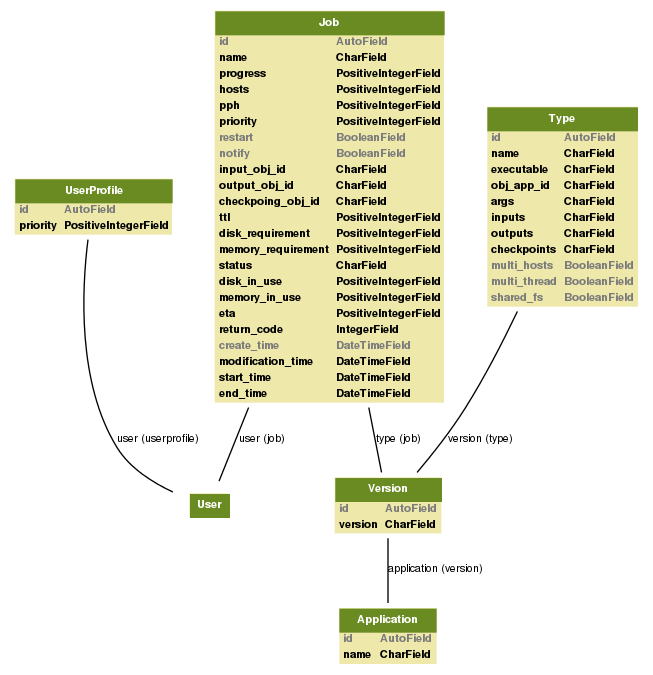 Job
id AutoField
name CharField
progress PositiveIntegerField
hosts PositiveIntegerField
pph PositiveIntegerField
priority PositiveIntegerField
restart BooleanField
notify BooleanField
input_obj_id CharField
output_obj_id CharField
checkpoing_obj_id CharField
ttl PositiveIntegerField
disk_requirement PositiveIntegerField
memory_requirement PositiveIntegerField
status CharField
disk_in_use PositiveIntegerField
memory_in_use PositiveIntegerField
eta PositiveIntegerField
return_code IntegerField
create_time DateTimeField
modification_time DateTimeField
start_time DateTimeField
end_time DateTimeField
Type
id AutoField
name CharField
executable CharField
obj_app_id CharField
args CharField
inputs CharField
outputs CharField
checkpoints CharField
multi_hosts BooleanField
multi_thread BooleanField
shared_fs BooleanField
UserProfile
id AutoField
priority PositiveIntegerField
user (userprofile)
user (job)
type (job)
version (type)
User
Version
id AutoField
version CharField
application (version)
Application
id AutoField
name CharField